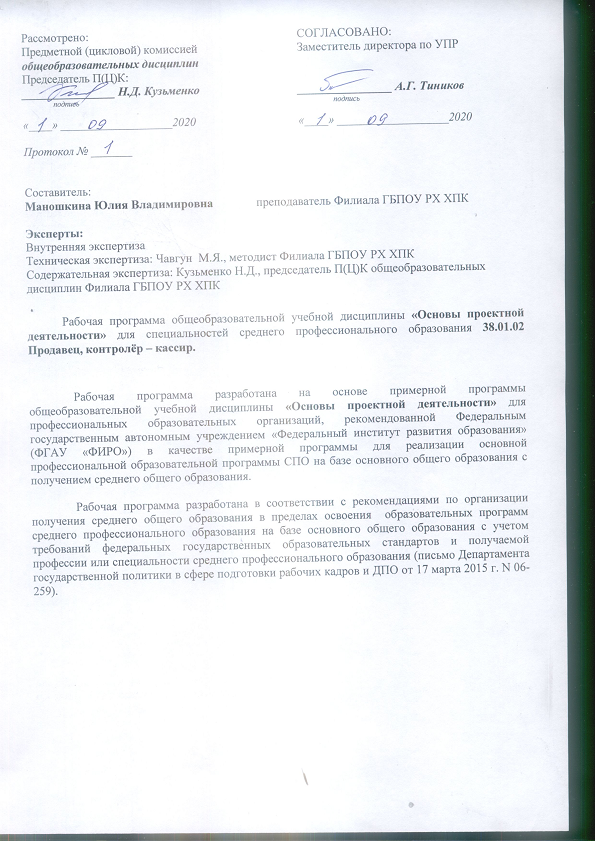 Рассмотрено:
Предметной (цикловой) комиссией
общеобразовательных дисциплин
Председатель П(Ц)К:
Н.Д. Кузьменко
подпись
« 1 » 09 2020
Протокол № 1
СОГЛАСОВАНО:
Заместитель директора по УПР
А.Г. Тиников
подпись
« 1 » 09 2020
Составитель:
Маношкина Юлия Владимировна преподаватель Филиала ГБПОУ РХ ХПК
Эксперты:
Внутренняя экспертиза
Техническая экспертиза: Чавгун М.Я., методист Филиала ГБПОУ РХ ХПК
Содержательная экспертиза: Кузьменко Н.Д., председатель П(Ц)К общеобразовательных
дисциплин Филиала ГБПОУ РХ ХПК
Рабочая программа общеобразовательной учебной дисциплины «Основы проектной
деятельности» для специальностей среднего профессионального образования 38.01.02
Продавец, контролёр – кассир.
Рабочая программа разработана на основе примерной программы
общеобразовательной учебной дисциплины «Основы проектной деятельности» для
профессиональных образовательных организаций, рекомендованной Федеральным
государственным автономным учреждением «Федеральный институт развития образования»
(ФГАУ «ФИРО») в качестве примерной программы для реализации основной
профессиональной образовательной программы СПО на базе основного общего образования с
получением среднего общего образования.
Рабочая программа разработана в соответствии с рекомендациями по организации
получения среднего общего образования в пределах освоения образовательных программ
среднего профессионального образования на базе основного общего образования с учетом
требований федеральных государственных образовательных стандартов и получаемой
профессии или специальности среднего профессионального образования (письмо Департамента
государственной политики в сфере подготовки рабочих кадров и ДПО от 17 марта 2015 г. N 06-
259).